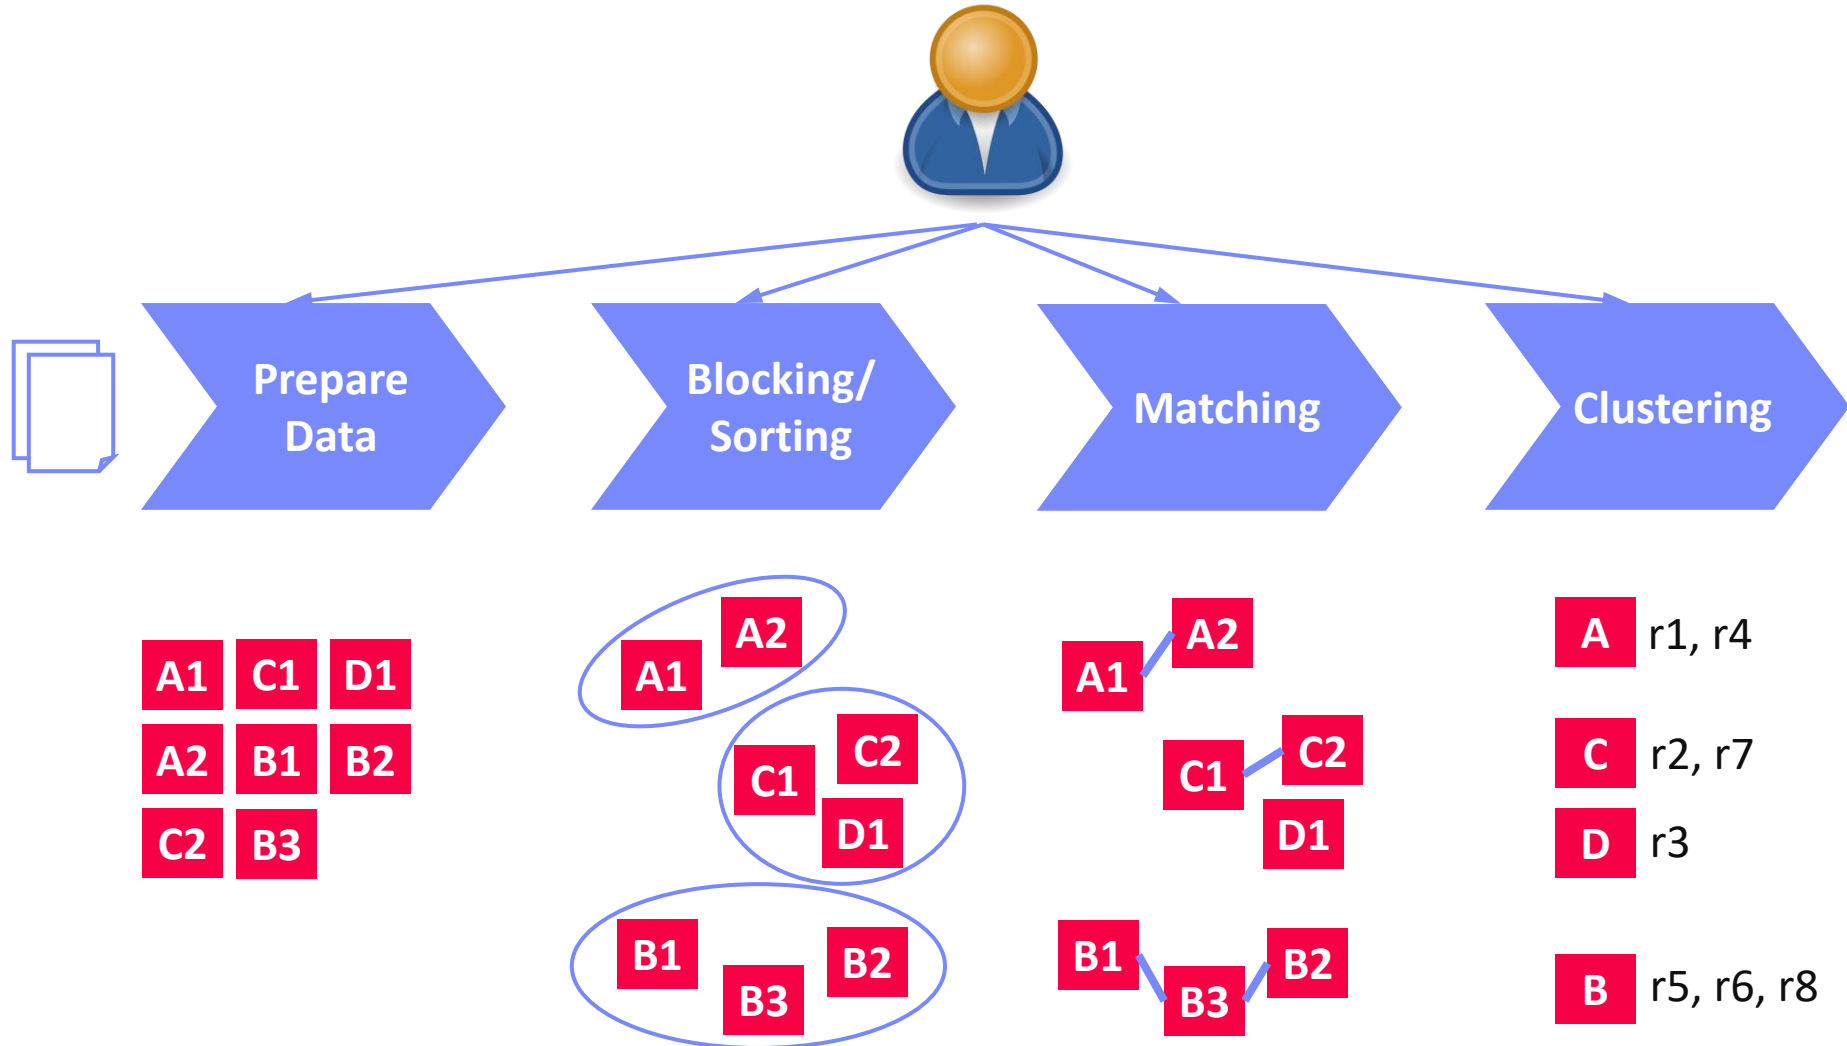 Prepare
Data
Blocking/
Sorting
Matching
Clustering
A1 C1 D1
A2 B1 B2
C2 B3
A2
A1
C2
C1
D1
B1
B2
B3
A2
A1
C2
C1
D1
B1
B2
B3
A r1, r4
C r2, r7
D r3
B r5, r6, r8